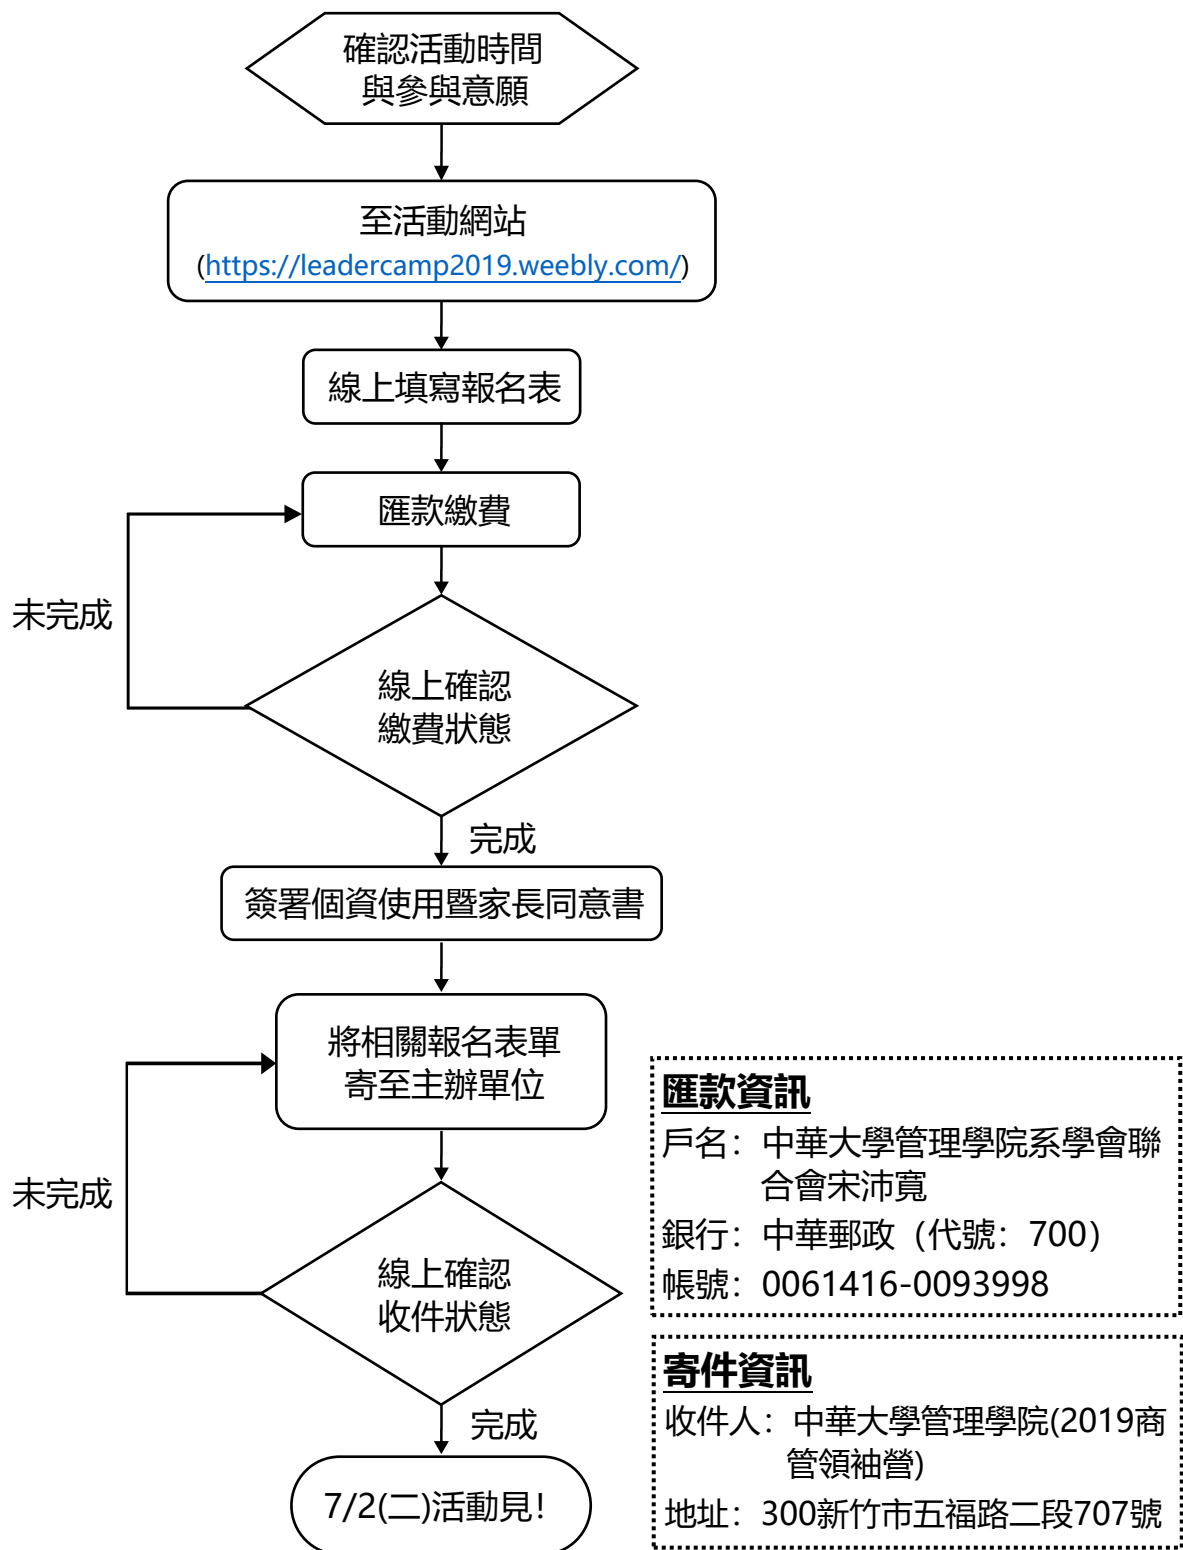 確認活動時間
與參與意願
至活動網站
(https://leadercamp2019.weebly.com/)
線上填寫報名表
匯款繳費
未完成
線上確認
繳費狀態
完成
簽署個資使用暨家長同意書
將相關報名表單
寄至主辦單位
未完成
線上確認
收件狀態
完成
7/2(二)活動見!
匯款資訊
戶名：中華大學管理學院系學會聯
合會宋沛寬
銀行：中華郵政（代號：700）
帳號：0061416-0093998
寄件資訊
收件人：中華大學管理學院(2019商
管領袖營)
地址：300新竹市五福路二段707號